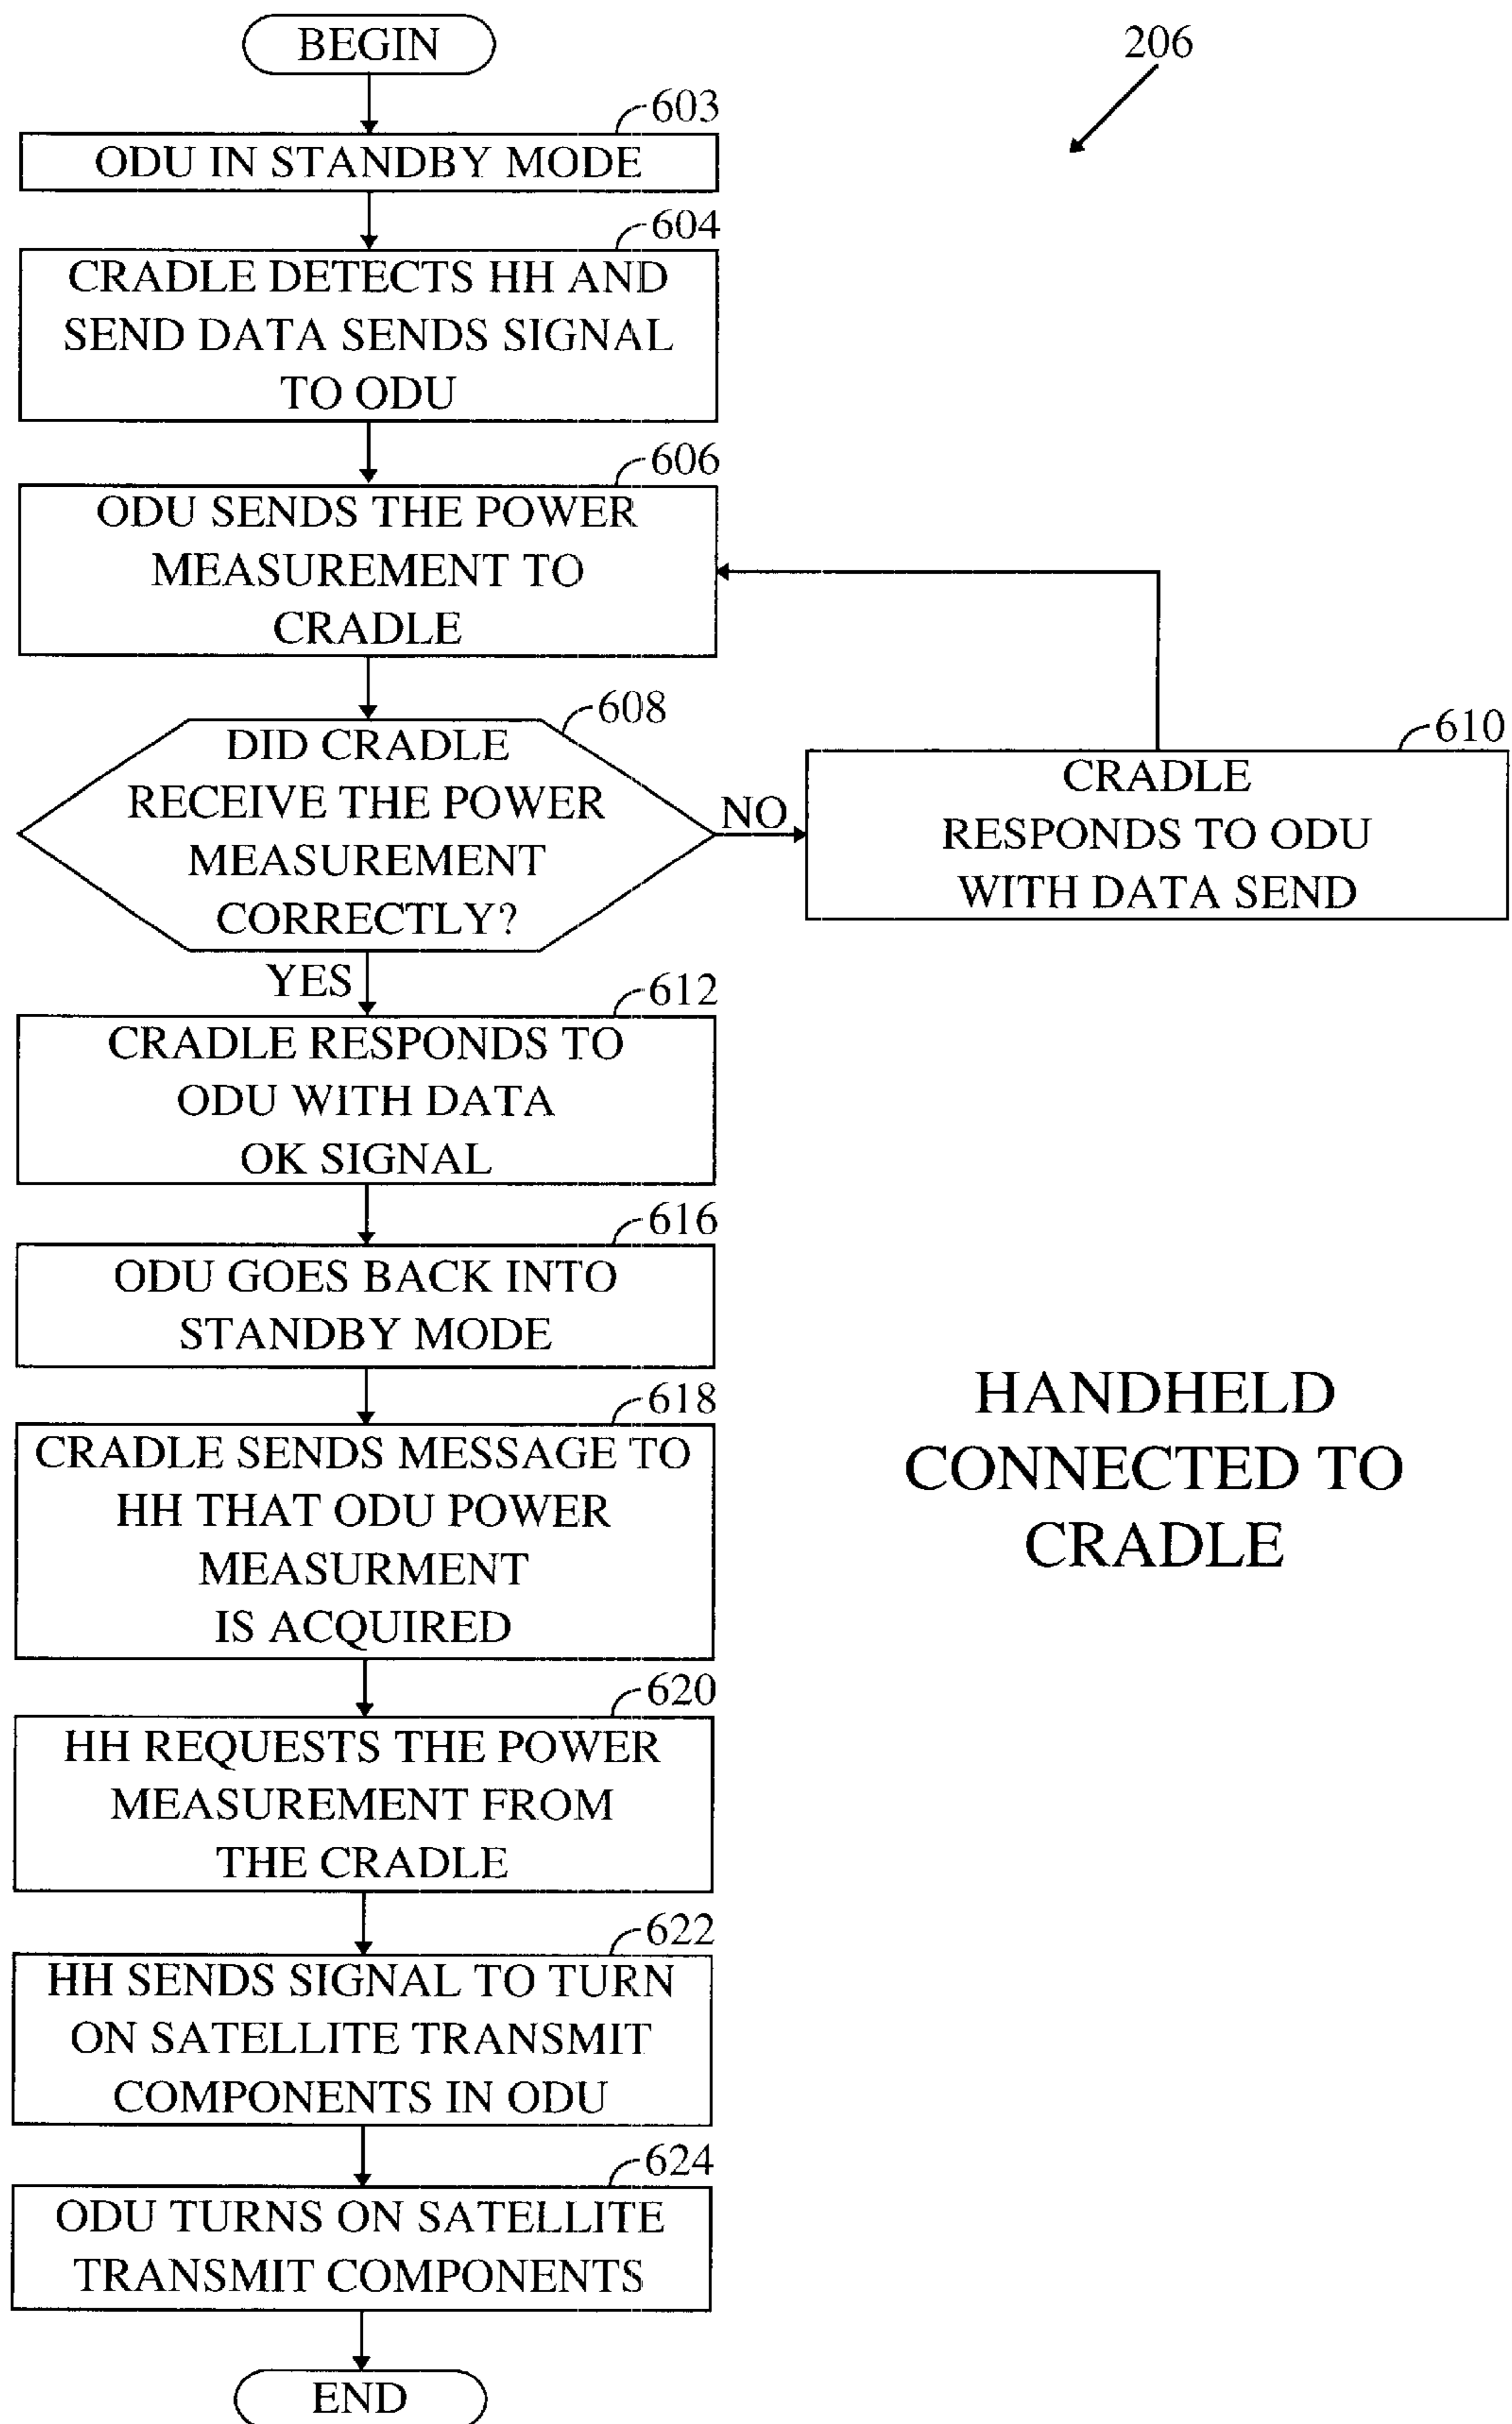 BEGIN
206
603
ODU IN STANDBY MODE
604
CRADLE DETECTS HH AND
SEND DATA SENDS SIGNAL
TO ODU
606
ODU SENDS THE POWER
MEASUREMENT TO
CRADLE
608
DID CRADLE
RECEIVE THE POWER
MEASUREMENT
CORRECTLY?
NO
610
CRADLE
RESPONDS TO ODU
WITH DATA SEND
YES
612
CRADLE RESPONDS TO
ODU WITH DATA
OK SIGNAL
616
ODU GOES BACK INTO
STANDBY MODE
618
CRADLE SENDS MESSAGE TO
HH THAT ODU POWER
MEASURMENT
IS ACQUIRED
HANDHELD
CONNECTED TO
CRADLE
620
HH REQUESTS THE POWER
MEASUREMENT FROM
THE CRADLE
622
HH SENDS SIGNAL TO TURN
ON SATELLITE TRANSMIT
COMPONENTS IN ODU
624
ODU TURNS ON SATELLITE
TRANSMIT COMPONENTS
END